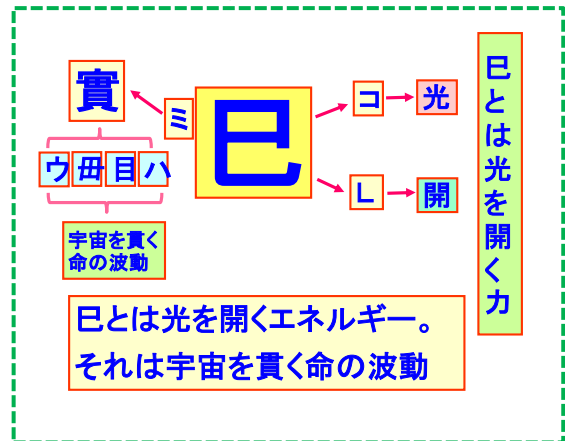 實
ミ
巳
コ
光
L
開
ウ
毌
目
ハ
宇宙を貫く
命の波動
巳とは光を開く力
巳とは光を開くエネルギー。
それは宇宙を貫く命の波動